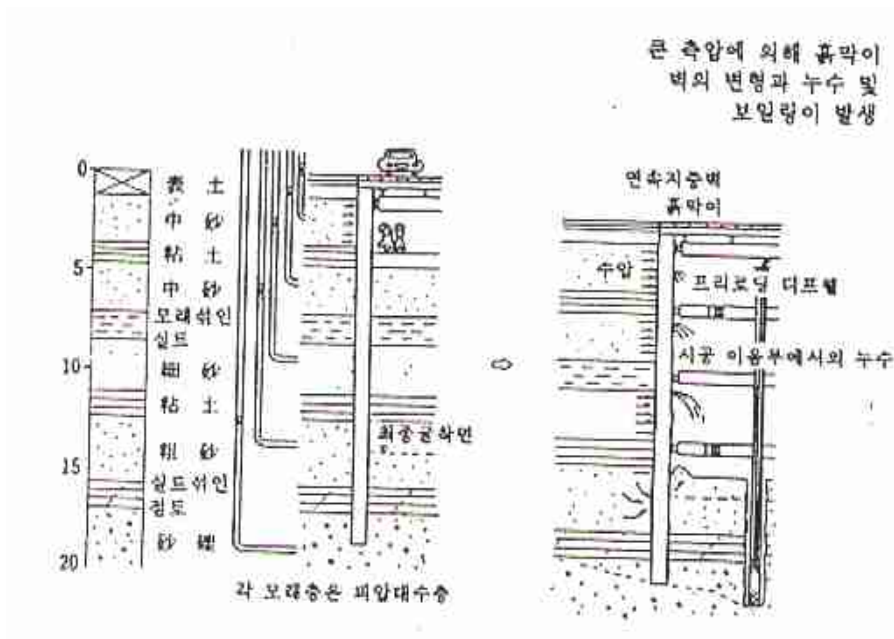 큰 측압에 의해 흙막이
벽의 변형과 누수 및
보일링이 발생
0
5
10
15
20
表 土
中 砂
粘 土
中 砂
모래섞인
실트
細 砂
粘 土
粗 砂
실트섞인
점토
砂 礫
최종굴착면
각 모래층은 피압대수층
연속지중벽
흙막이
수압
프리로딩 디프웰
시공 이음부에서의 누수